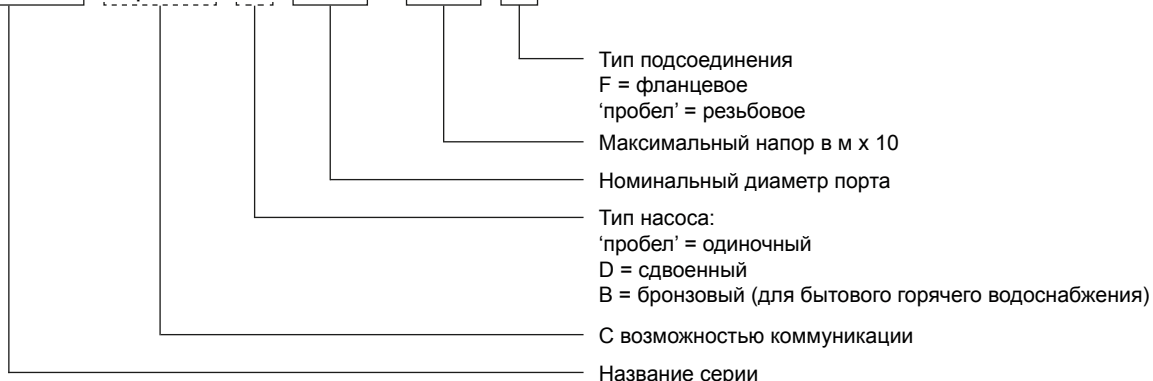 Тип подсоединения
F = фланцевое
‘пробел’ = резьбовое
Максимальный напор в м x 10
Номинальный диаметр порта
Тип насоса:
‘пробел’ = одиночный
D = сдвоенный
B = бронзовый (для бытового горячего водоснабжения)
С возможностью коммуникации
Название серии